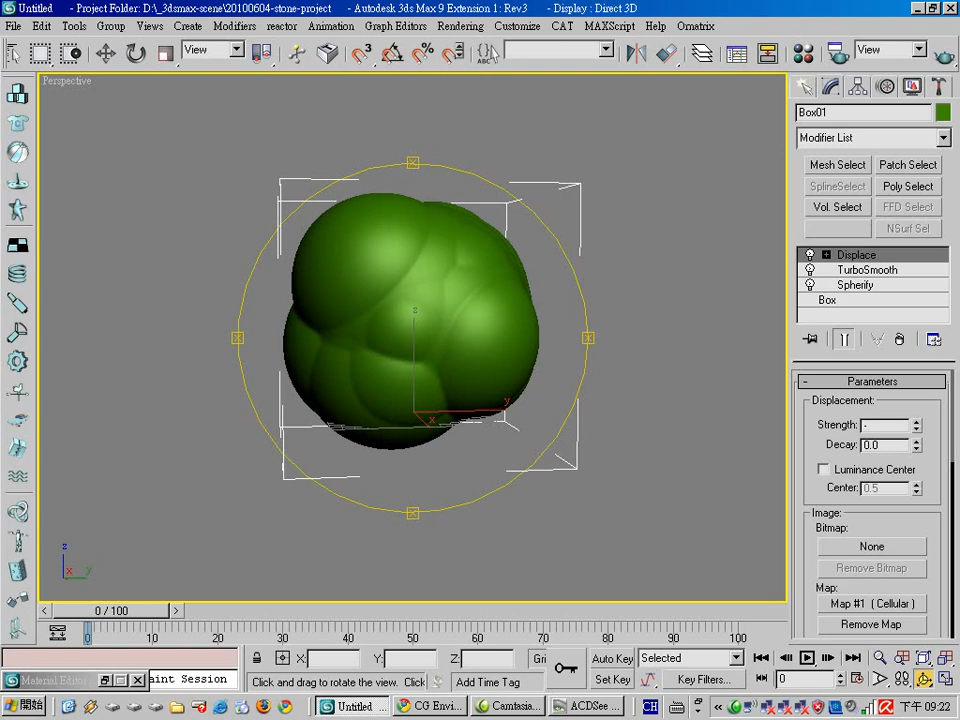 Untitled - Project Folder: D:\_3dsmax-scene\20100604-stone-project - Autodesk 3ds Max 9 Extension 1: Rev3 - Display : Direct 3D
File Edit Tools Group Views Create Modifiers reactor Animation Graph Editors Rendering Customize CAT MAXScript Help Omatrix
View 3 % ABC View
Perspective
Box01
Modifier List
Mesh Select Patch Select
SplineSelect Poly Select
Vol. Select FFD Select
NSurf Sel
Displace
TurboSmooth
Spherify
Box
- Parameters
Displacement:
Strength: -
Decay: 0.0
Luminance Center
Center: 0.5
Image:
Bitmap:
None
Remove Bitmap
Map:
Map #1 ( Cellular )
Remove Map
z
y
x
z
x y
< 0 / 100 >
0 10 20 30 40 50 60 70 80 90 100
X: Y: Z: Gri Auto Key Selected
Set Key Key Filters... 0
Material Edito aint Session Click and drag to rotate the view. Click Add Time Tag
開始 Untitled ... CG Envi... Camtasia... ACDSee ... CH « 下午 09:22